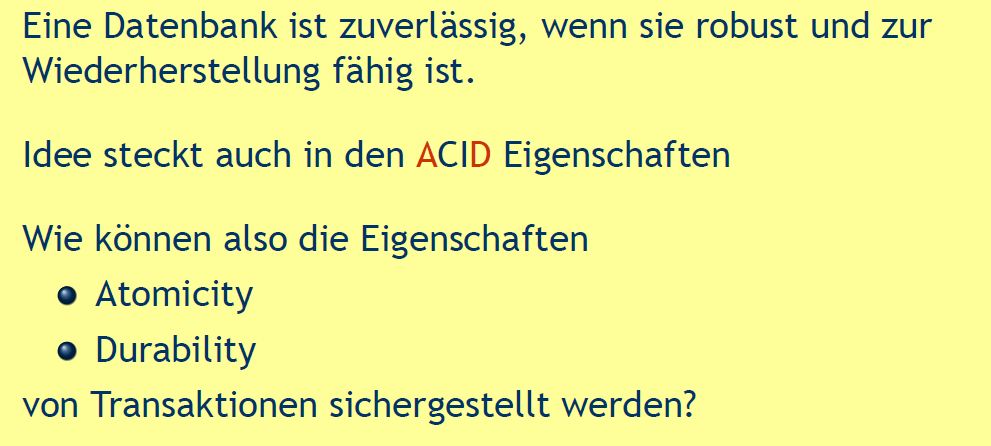 Eine Datenbank ist zuverlässig, wenn sie robust und zur
Wiederherstellung fähig ist.
Idee steckt auch in den ACID Eigenschaften
Wie können also die Eigenschaften
Atomicity
Durability
von Transaktionen sichergestellt werden?